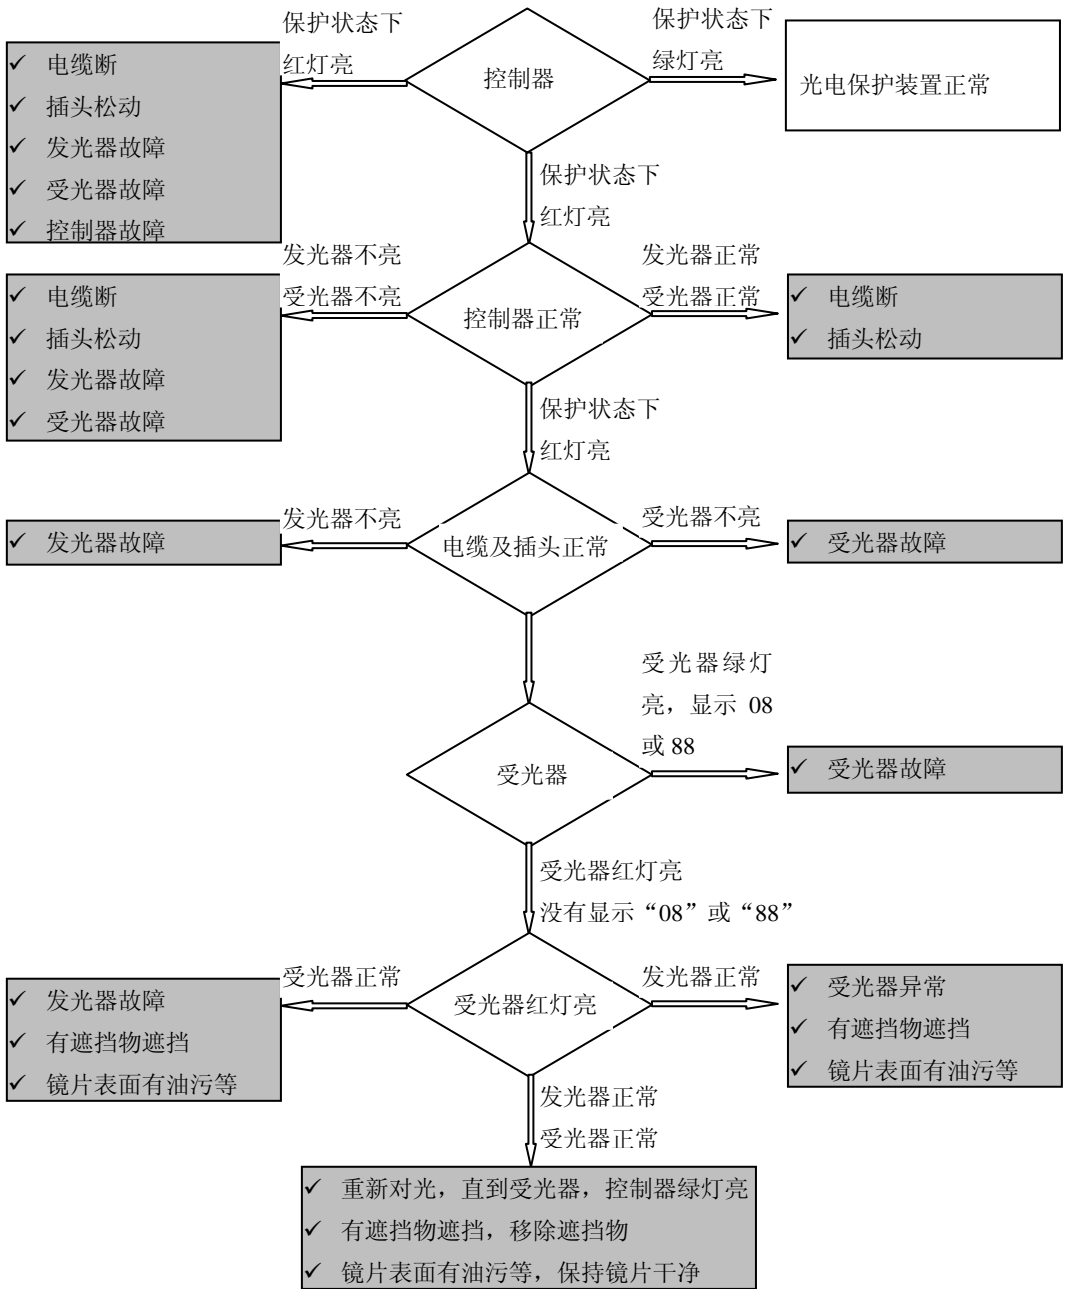 保护状态下
红灯亮
控制器
保护状态下
绿灯亮
✓ 电缆断
✓ 插头松动
✓ 发光器故障
✓ 受光器故障
✓ 控制器故障
光电保护装置正常
保护状态下
红灯亮
发光器不亮
受光器不亮
控制器正常
发光器正常
受光器正常
✓ 电缆断
✓ 插头松动
✓ 发光器故障
✓ 受光器故障
✓ 电缆断
✓ 插头松动
保护状态下
红灯亮
发光器不亮
✓ 发光器故障
电缆及插头正常
受光器不亮
✓ 受光器故障
受光器绿灯
亮，显示 08
或 88
受光器
✓ 受光器故障
受光器红灯亮
没有显示“08”或“88”
受光器正常
✓ 发光器故障
✓ 有遮挡物遮挡
✓ 镜片表面有油污等
受光器红灯亮
发光器正常
✓ 受光器异常
✓ 有遮挡物遮挡
✓ 镜片表面有油污等
发光器正常
受光器正常
✓ 重新对光，直到受光器，控制器绿灯亮
✓ 有遮挡物遮挡，移除遮挡物
✓ 镜片表面有油污等，保持镜片干净